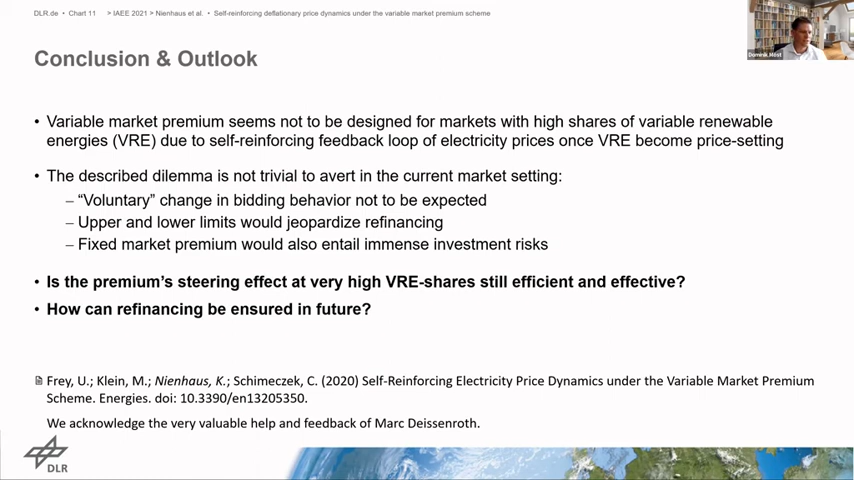 DLR.de • Chart 11 > IAEE 2021 > Nienhaus et al. • Self-reinforcing deflationary price dynamics under the variable market premium scheme
Dominik Möst
Conclusion & Outlook
• Variable market premium seems not to be designed for markets with high shares of variable renewable
energies (VRE) due to self-reinforcing feedback loop of electricity prices once VRE become price-setting
• The described dilemma is not trivial to avert in the current market setting:
– “Voluntary” change in bidding behavior not to be expected
– Upper and lower limits would jeopardize refinancing
– Fixed market premium would also entail immense investment risks
• Is the premium’s steering effect at very high VRE-shares still efficient and effective?
• How can refinancing be ensured in future?
Frey, U.; Klein, M.; Nienhaus, K.; Schimeczek, C. (2020) Self-Reinforcing Electricity Price Dynamics under the Variable Market Premium
Scheme. Energies. doi: 10.3390/en13205350.
We acknowledge the very valuable help and feedback of Marc Deissenroth.
DLR